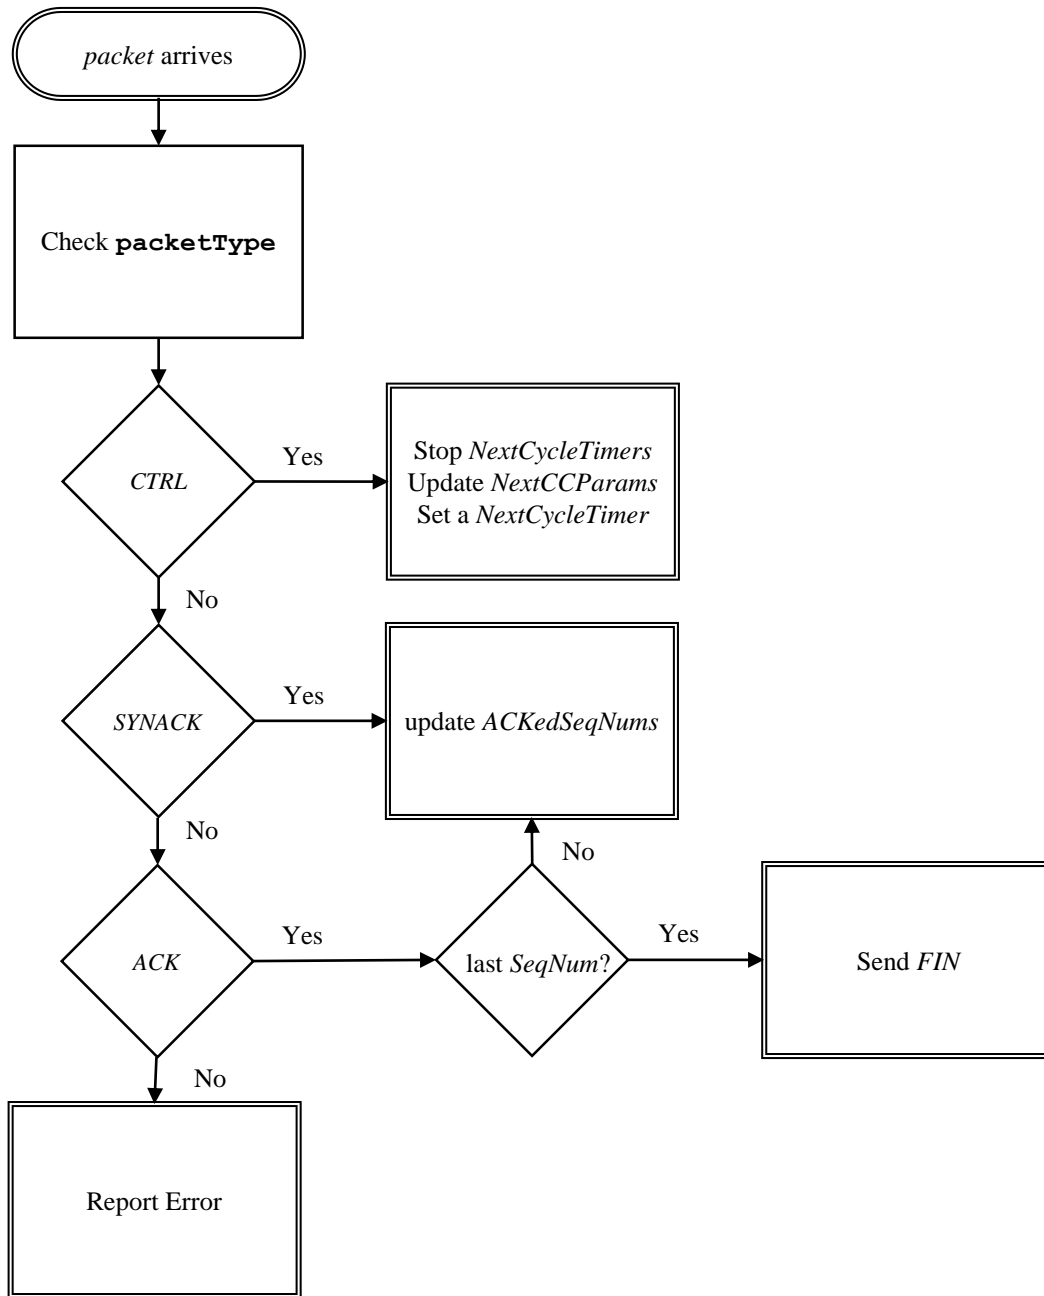 packet arrives
Check packetType
CTRL
Yes
Stop NextCycleTimers
Update NextCCParams
Set a NextCycleTimer
No
SYNACK
Yes
update ACKedSeqNums
No
No
ACK
Yes
last SeqNum?
Yes
Send FIN
No
Report Error